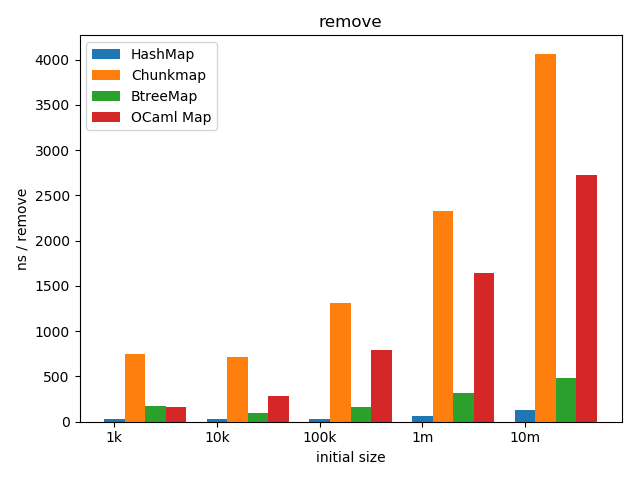 remove
HashMap
Chunkmap
BtreeMap
OCaml Map
4000
3500
3000
2500
2000
1500
1000
500
0
ns / remove
1k 10k 100k 1m 10m
initial size